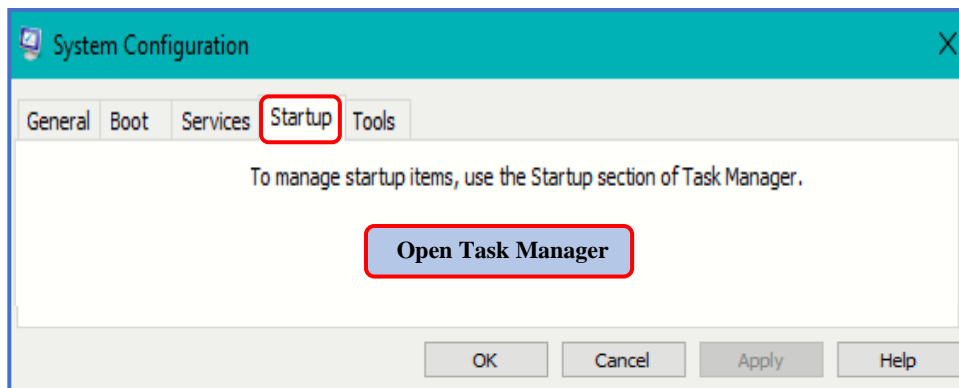 System Configuration
General Boot Services Startup Tools
To manage startup items, use the Startup section of Task Manager.
Open Task Manager
OK Cancel Apply Help